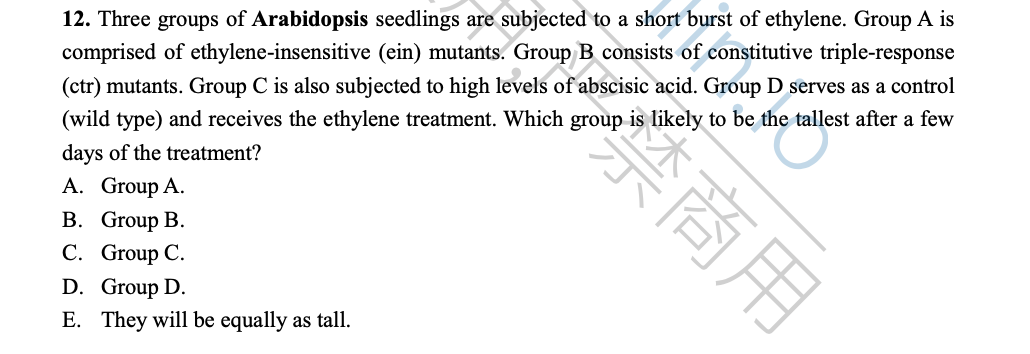 12. Three groups of Arabidopsis seedlings are subjected to a short burst of ethylene. Group A is
comprised of ethylene-insensitive (ein) mutants. Group B consists of constitutive triple-response
(ctr) mutants. Group C is also subjected to high levels of abscisic acid. Group D serves as a control
(wild type) and receives the ethylene treatment. Which group is likely to be the tallest after a few
days of the treatment?
A. Group A.
B. Group B.
C. Group C.
D. Group D.
E. They will be equally as tall.
严禁商用